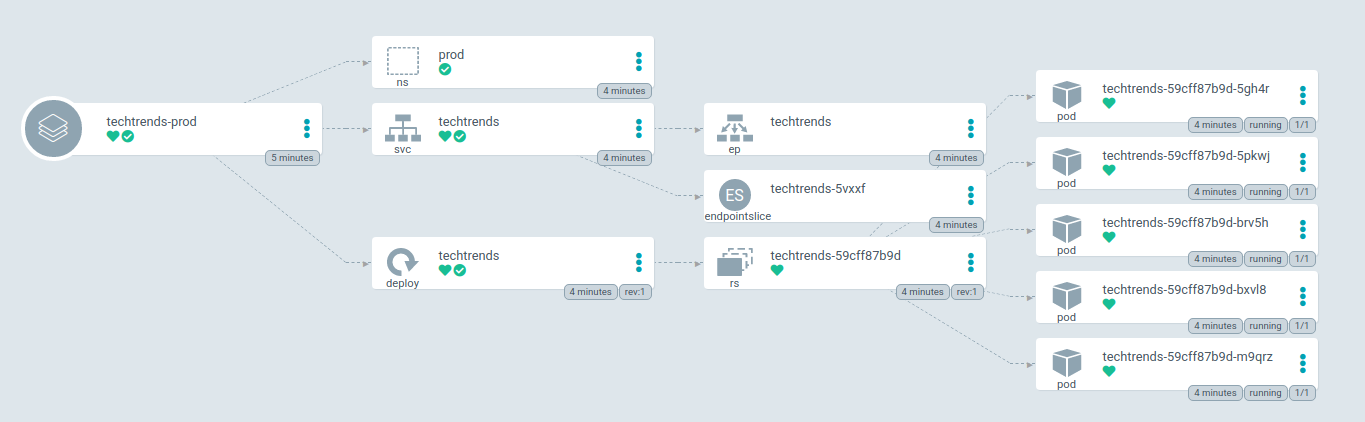 techtrends-prod
5 minutes
prod
ns
4 minutes
techtrends
svc
4 minutes
techtrends
deploy
4 minutes rev:1
techtrends
ep
4 minutes
ES
techtrends-5vxxf
endpointslice
4 minutes
techtrends-59cff87b9d
rs
4 minutes rev:1
techtrends-59cff87b9d-5gh4r
pod
4 minutes running 1/1
techtrends-59cff87b9d-5pkwj
pod
4 minutes running 1/1
techtrends-59cff87b9d-brv5h
pod
4 minutes running 1/1
techtrends-59cff87b9d-bxvl8
pod
4 minutes running 1/1
techtrends-59cff87b9d-m9qrz
pod
4 minutes running 1/1